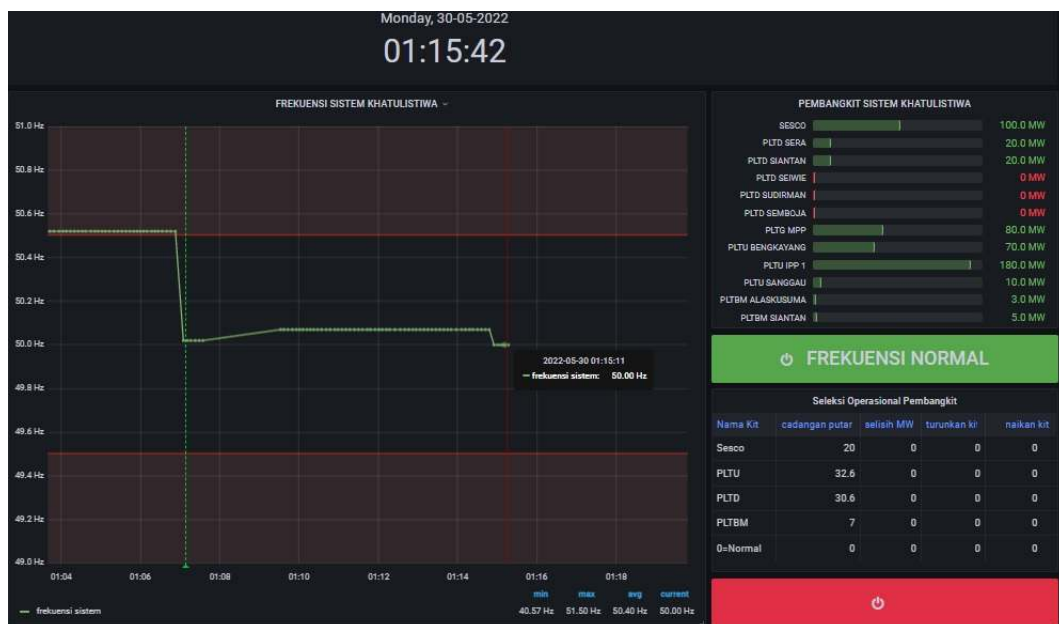 Monday, 30-05-2022
01:15:42
FREKUENSI SISTEM KHATULISTIWA
51.0 Hz
50.8 Hz
50.6 Hz
50.4 Hz
50.2 Hz
50.0 Hz
49.8 Hz
49.6 Hz
49.4 Hz
49.2 Hz
49.0 Hz
2022-05-30 01:15:11
frekuensi sistem: 50.00 Hz
01:04 01:06 01:08 01:10 01:12 01:14 01:16 01:18
min max avg current
frekuensi sistem 40.57 Hz 51.50 Hz 50.40 Hz 50.00 Hz
PEMBANGKIT SISTEM KHATULISTIWA
SESCO 100.0 MW
PLTD SERA 20.0 MW
PLTD SIANTAN 20.0 MW
PLTD SEIWIE 0 MW
PLTD SUDIRMAN 0 MW
PLTD SEMBOJA 0 MW
PLTG MPP 80.0 MW
PLTU BENGKAYANG 70.0 MW
PLTU IPP 1 180.0 MW
PLTU SANGGAU 10.0 MW
PLTBM ALASKUSUMA 3.0 MW
PLTBM SIANTAN 5.0 MW
FREKUENSI NORMAL
Seleksi Operasional Pembangkit
Nama Kit cadangan putar selisih MW turunkan kit naikan kit
Sesco 20 0 0 0
PLTU 32.6 0 0 0
PLTD 30.6 0 0 0
PLTBM 7 0 0 0
0=Normal 0 0 0 0